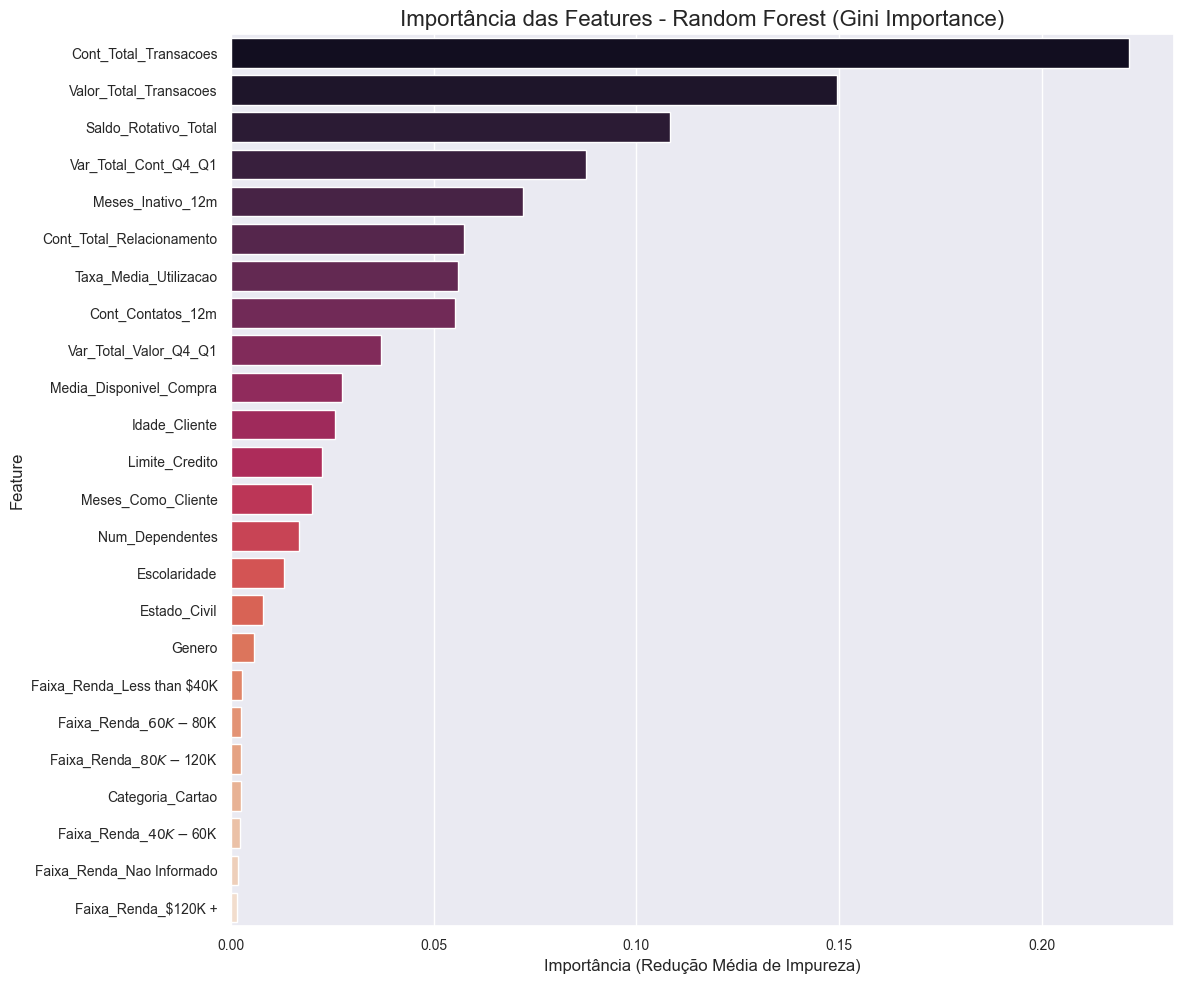 Importância das Features - Random Forest (Gini Importance)
Cont_Total_Transacoes
Valor_Total_Transacoes
Saldo_Rotativo_Total
Var_Total_Cont_Q4_Q1
Meses_Inativo_12m
Cont_Total_Relacionamento
Taxa_Media_Utilizacao
Cont_Contatos_12m
Var_Total_Valor_Q4_Q1
Media_Disponivel_Compra
Idade_Cliente
Limite_Credito
Meses_Como_Cliente
Num_Dependentes
Escolaridade
Estado_Civil
Genero
Faixa_Renda_Less than $40K
Faixa_Renda_60K − 80K
Faixa_Renda_80K − 120K
Categoria_Cartao
Faixa_Renda_40K − 60K
Faixa_Renda_Nao Informado
Faixa_Renda_$120K +
Feature
0.00 0.05 0.10 0.15 0.20
Importância (Redução Média de Impureza)